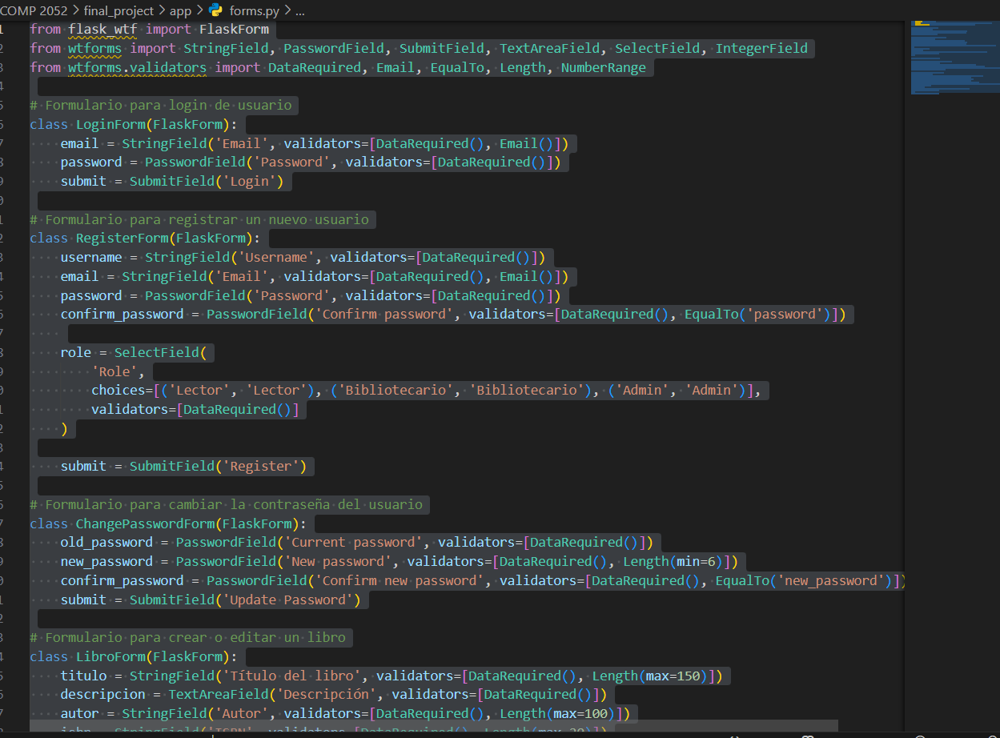 COMP 2052 > final_project > app > forms.py > ...
from flask_wtf import FlaskForm
from wtforms import StringField, PasswordField, SubmitField, TextAreaField, SelectField, IntegerField
from wtforms.validators import DataRequired, Email, EqualTo, Length, NumberRange
# Formulario para login de usuario
class LoginForm(FlaskForm):
    email = StringField('Email', validators=[DataRequired(), Email()])
    password = PasswordField('Password', validators=[DataRequired()])
    submit = SubmitField('Login')
# Formulario para registrar un nuevo usuario
class RegisterForm(FlaskForm):
    username = StringField('Username', validators=[DataRequired()])
    email = StringField('Email', validators=[DataRequired(), Email()])
    password = PasswordField('Password', validators=[DataRequired()])
    confirm_password = PasswordField('Confirm password', validators=[DataRequired(), EqualTo('password')])
    role = SelectField(
        'Role',
        choices=[('Lector', 'Lector'), ('Bibliotecario', 'Bibliotecario'), ('Admin', 'Admin')],
        validators=[DataRequired()]
    )
    submit = SubmitField('Register')
# Formulario para cambiar la contraseña del usuario
class ChangePasswordForm(FlaskForm):
    old_password = PasswordField('Current password', validators=[DataRequired()])
    new_password = PasswordField('New password', validators=[DataRequired(), Length(min=6)])
    confirm_password = PasswordField('Confirm new password', validators=[DataRequired(), EqualTo('new_password')])
    submit = SubmitField('Update Password')
# Formulario para crear o editar un libro
class LibroForm(FlaskForm):
    titulo = StringField('Título del libro', validators=[DataRequired(), Length(max=150)])
    descripcion = TextAreaField('Descripción', validators=[DataRequired()])
    autor = StringField('Autor', validators=[DataRequired(), Length(max=100)])
    isbn = StringField('ISBN', validators=[DataRequired(), Length(max=20)])